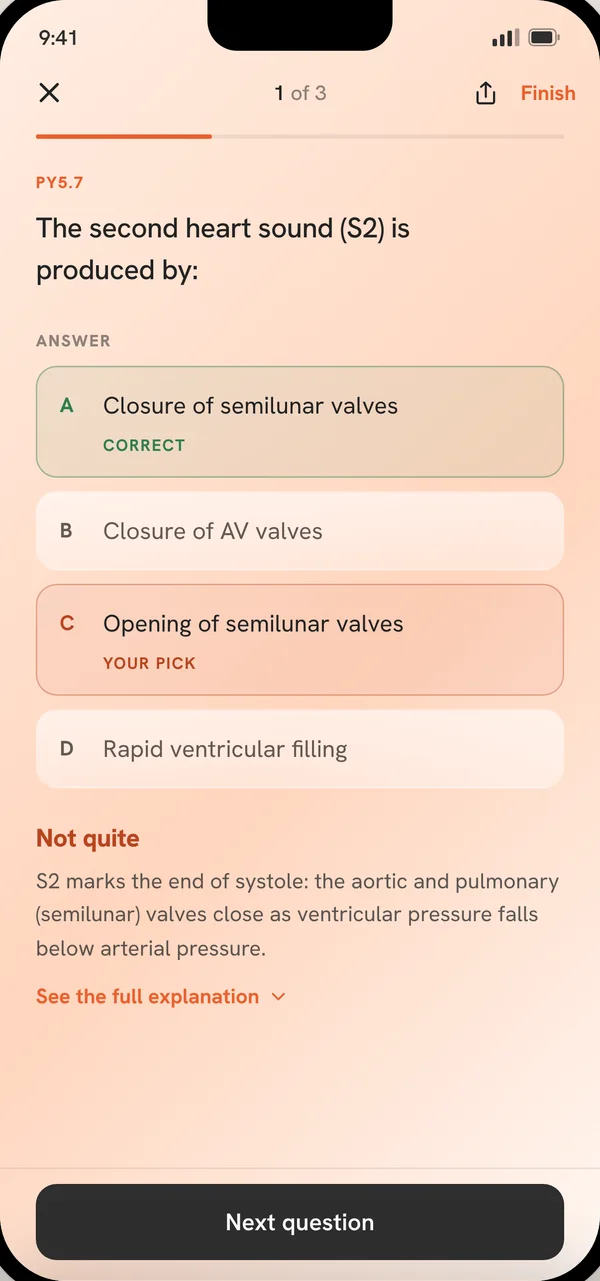 9:41
1 of 3
Finish
PY5.7
The second heart sound (S2) is
produced by:
ANSWER
A Closure of semilunar valves
CORRECT
B Closure of AV valves
C Opening of semilunar valves
YOUR PICK
D Rapid ventricular filling
Not quite
S2 marks the end of systole: the aortic and pulmonary
(semilunar) valves close as ventricular pressure falls
below arterial pressure.
See the full explanation
Next question